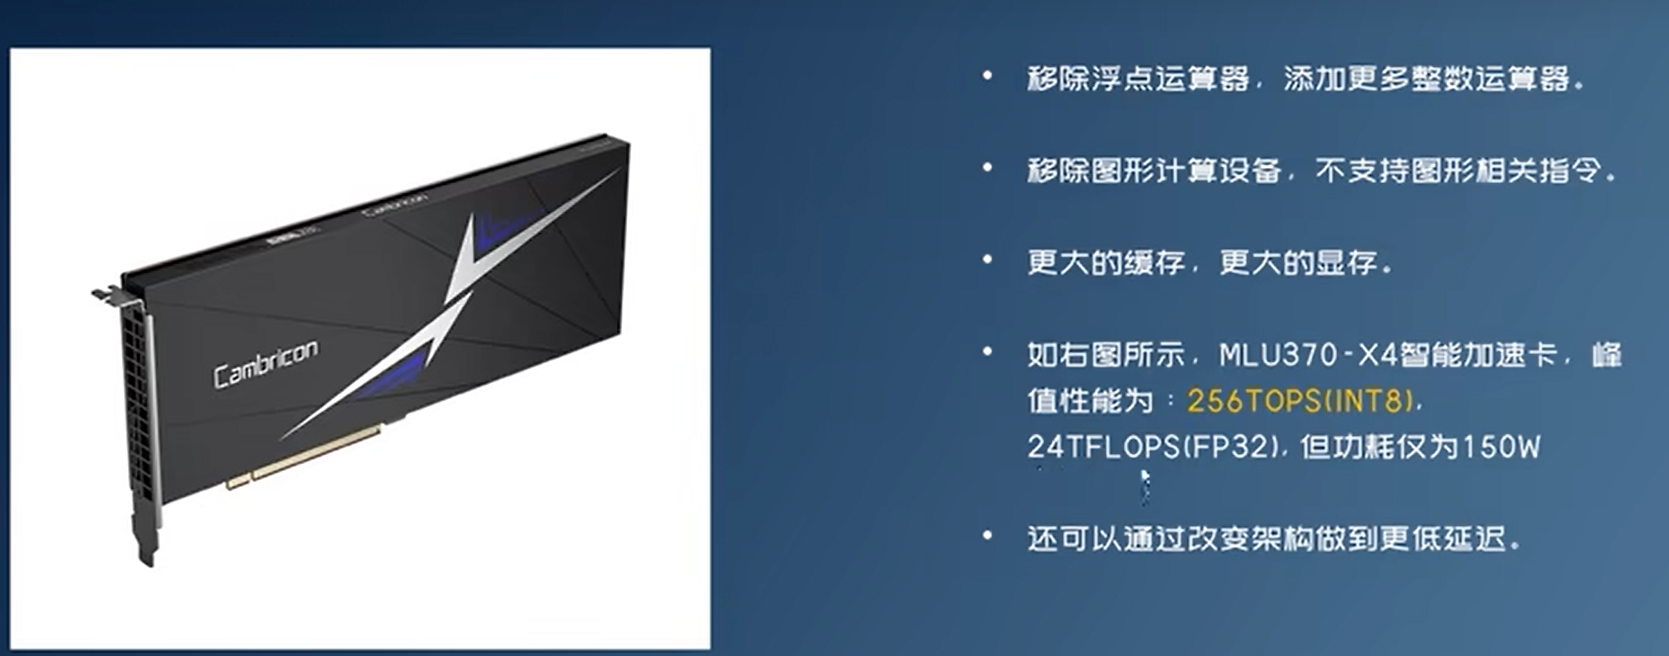 Cambricon
Cambricon
移除浮点运算器，添加更多整数运算器。
移除图形计算设备，不支持图形相关指令。
更大的缓存，更大的显存。
如右图所示，MLU370-X4智能加速卡，峰
值性能为：256TOPS(INT8)，
24TFLOPS(FP32)，但功耗仅为150W
还可以通过改变架构做到更低延迟。